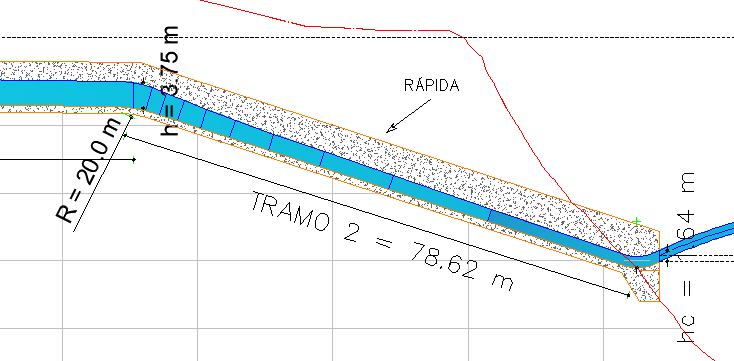 h = 3.75 m
RÁPIDA
R = 20.0 m
TRAMO 2 = 78.62 m
hc = 1.64 m